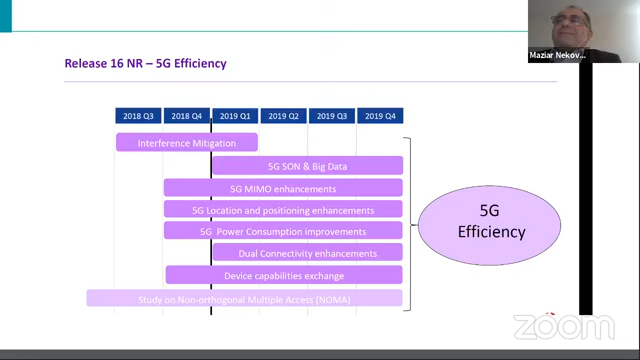 Maziar Nekov...
Release 16 NR – 5G Efficiency
2018 Q3 2018 Q4 2019 Q1 2019 Q2 2019 Q3 2019 Q4
Interference Mitigation
5G SON & Big Data
5G MIMO enhancements
5G Location and positioning enhancements
5G Power Consumption improvements
Dual Connectivity enhancements
Device capabilities exchange
Study on Non-orthogonal Multiple Access (NOMA)
5G
Efficiency
zoom